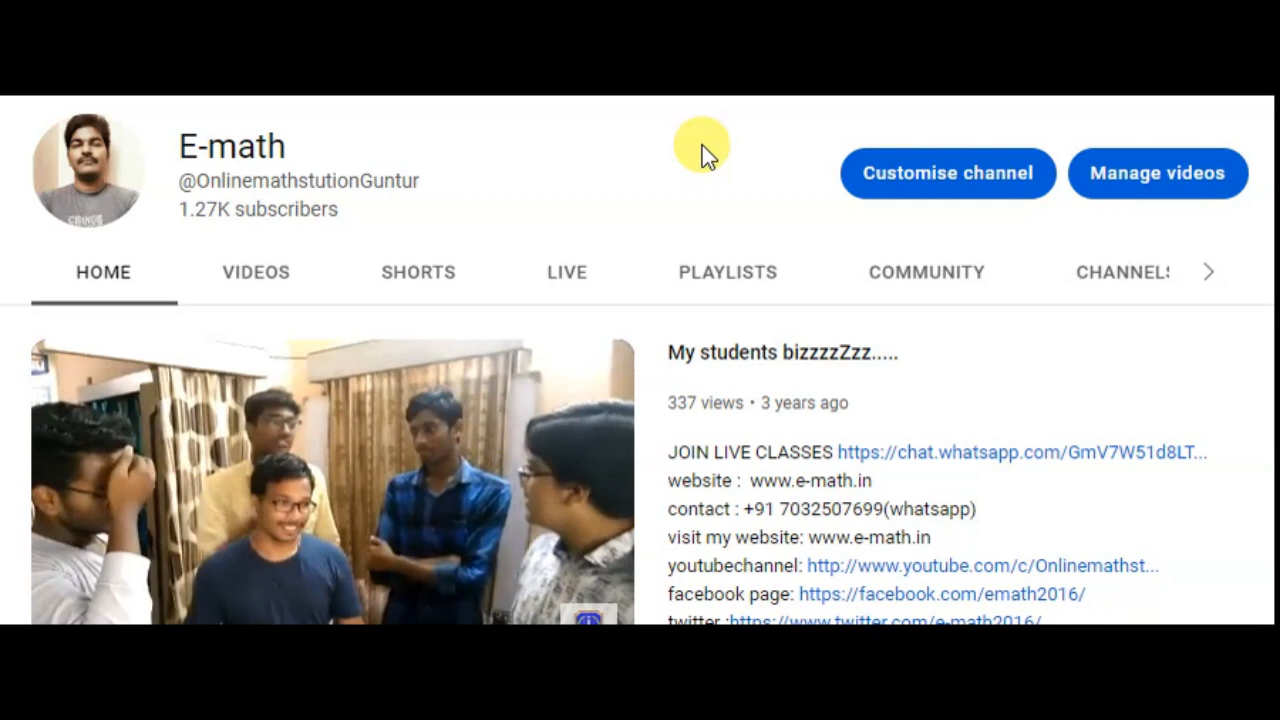 E-math
@OnlinemathstutionGuntur
1.27K subscribers
Customise channel
Manage videos
HOME
VIDEOS
SHORTS
LIVE
PLAYLISTS
COMMUNITY
CHANNELS
My students bizzzzZzz.....
337 views • 3 years ago
JOIN LIVE CLASSES https://chat.whatsapp.com/GmV7W51d8LT...
website : www.e-math.in
contact : +91 7032507699(whatsapp)
visit my website: www.e-math.in
youtubechannel: http://www.youtube.com/c/Onlinemathst...
facebook page: https://facebook.com/emath2016/
twitter :https://www.twitter.com/e-math2016/